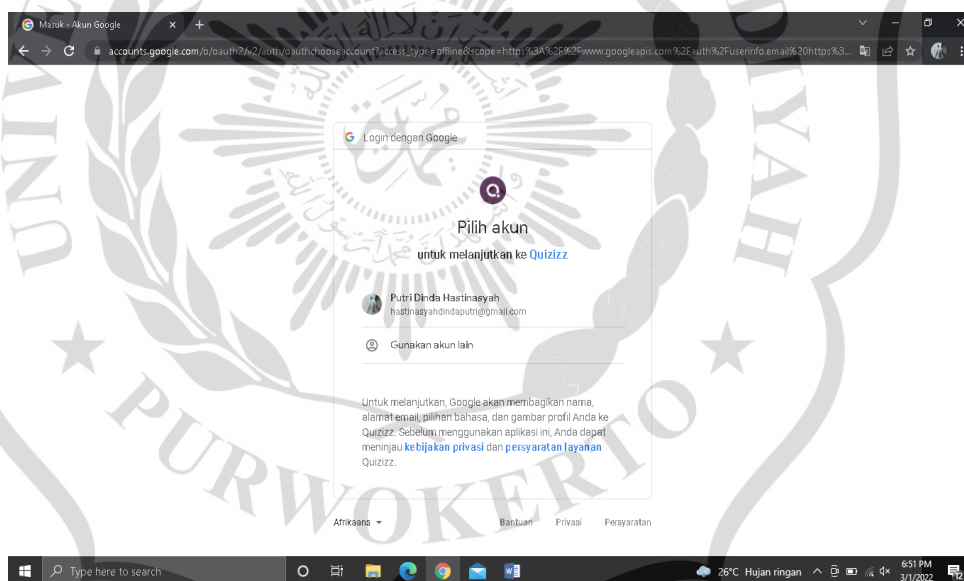 Masuk - Akun Google
accounts.google.com/o/oauth2/v2/auth/oauthchooseaccount?access_type=offline&scope=https%3A%2F%2Fwww.googleapis.com%2Fauth%2Fuserinfo.email%20https%3...
G Login dengan Google
Q
Pilih akun
untuk melanjutkan ke Quizizz
Putri Dinda Hastinasyah
hastinasyahdindaputri@gmail.com
Gunakan akun lain
Untuk melanjutkan, Google akan membagikan nama,
alamat email, pilihan bahasa, dan gambar profil Anda ke
Quizizz. Sebelum menggunakan aplikasi ini, Anda dapat
meninjau kebijakan privasi dan persyaratan layanan
Quizizz.
Afrikaans
Bantuan Privasi Persyaratan
PURWOKERTO
Type here to search
26°C Hujan ringan
6:51 PM
3/1/2022